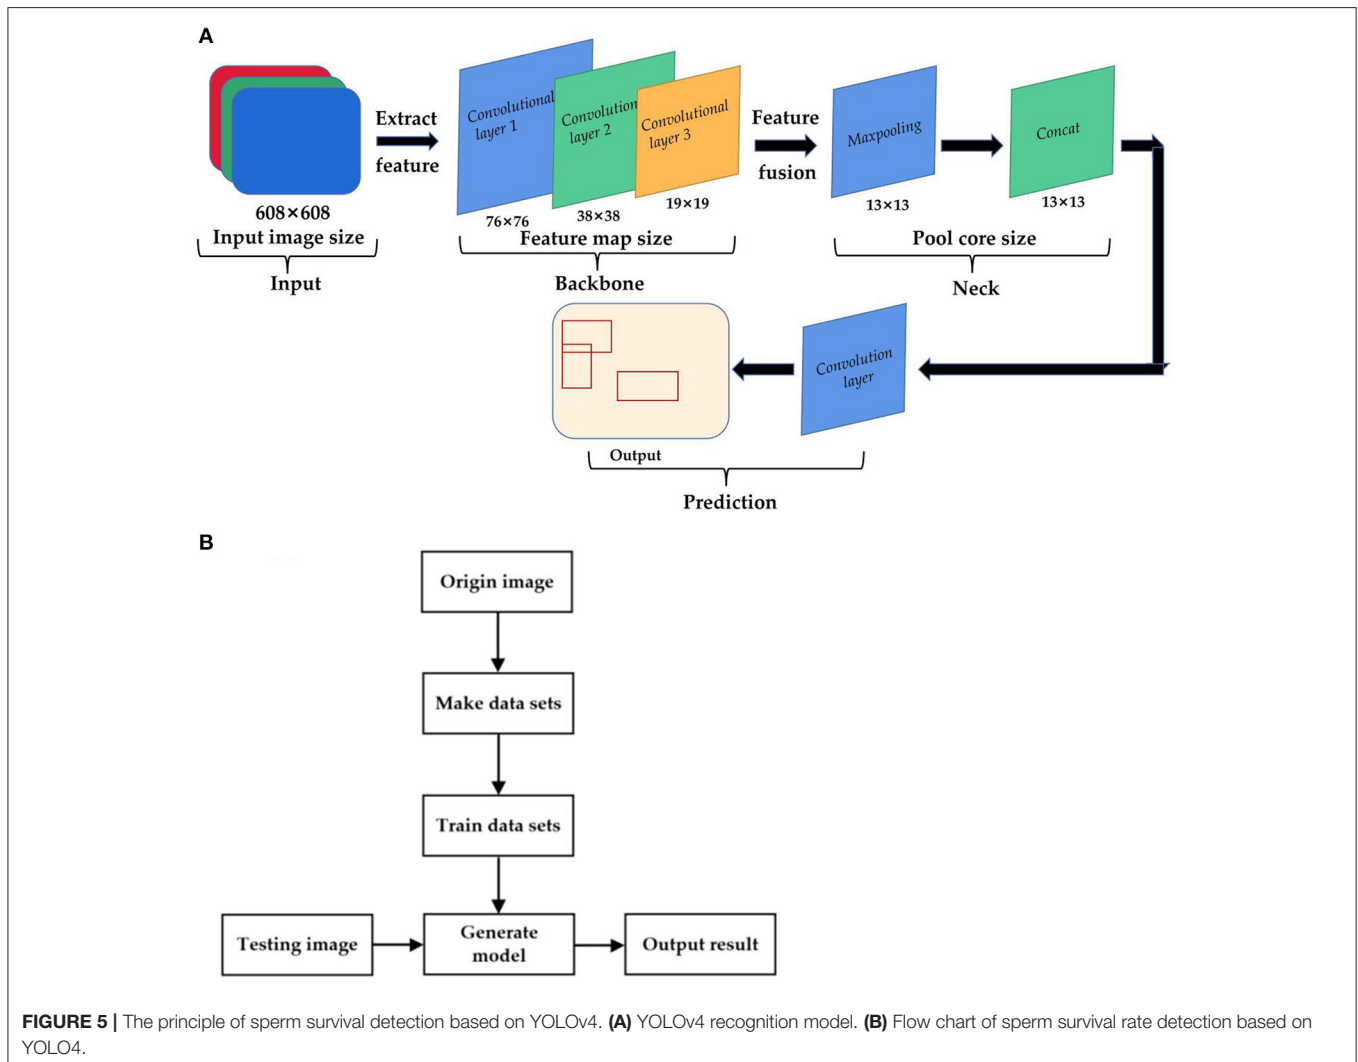 A
Extract
feature
608×608
Input image size
Input
Convolutional
layer 1
Convolution
layer 2
Convolutional
layer 3
76×76
38×38
19×19
Feature map size
Backbone
Feature
fusion
Maxpooling
Concat
13×13
13×13
Pool core size
Neck
Convolution
layer
Output
Prediction
B
Origin image
Make data sets
Train data sets
Testing image
Generate
model
Output result
FIGURE 5 | The principle of sperm survival detection based on YOLOv4. (A) YOLOv4 recognition model. (B) Flow chart of sperm survival rate detection based on
YOLO4.